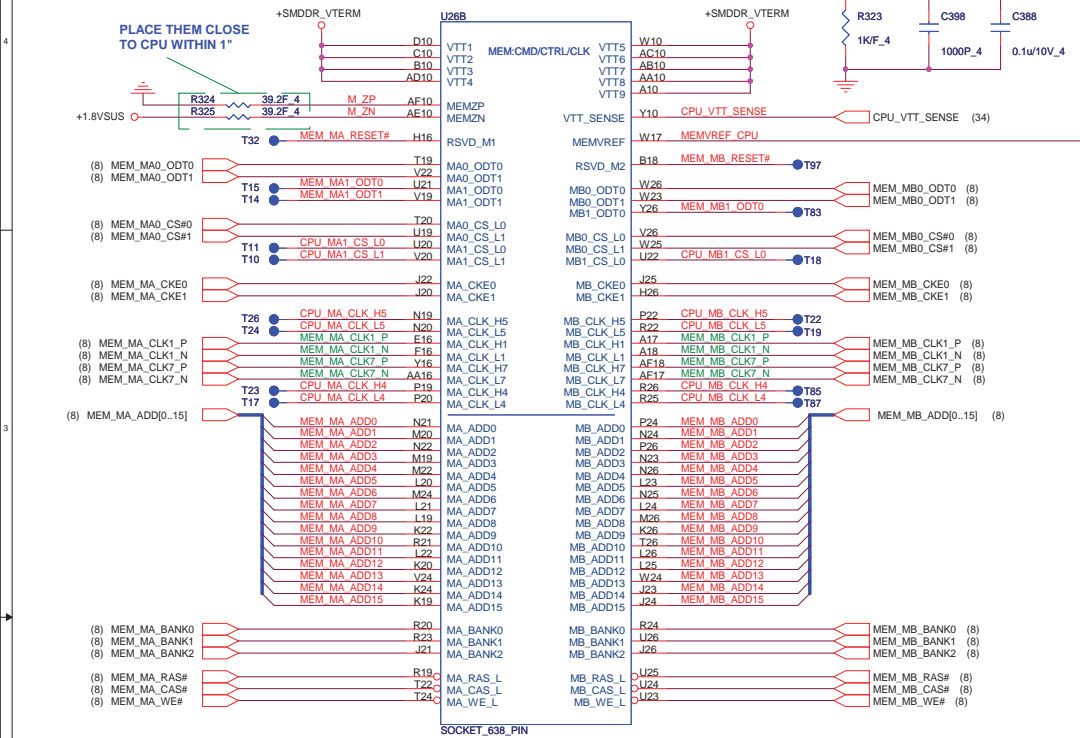 +SMDDR_VTERM U26B +SMDDR_VTERM R323 C398 C388
4 PLACE THEM CLOSE
TO CPU WITHIN 1"
1K/F_4 1000P_4 0.1u/10V_4
D10 VTT1 MEM:CMD/CTRL/CLK VTT5 W10
C10 VTT2 VTT6 AC10
B10 VTT3 VTT7 AB10
AD10 VTT4 VTT8 AA10
VTT9 A10
R324 39.2F_4 M_ZP AF10 MEMZP
+1.8VSUS R325 39.2F_4 M_ZN AE10 MEMZN VTT_SENSE Y10 CPU_VTT_SENSE CPU_VTT_SENSE (34)
T32 MEM_MA_RESET# H16 RSVD_M1 MEMVREF W17 MEMVREF_CPU
RSVD_M2 B18 MEM_MB_RESET# T97
(8) MEM_MA0_ODT0 T19 MA0_ODT0
(8) MEM_MA0_ODT1 V22 MA0_ODT1
T15 MEM_MA1_ODT0 U21 MA1_ODT0 MB0_ODT0 W26 MEM_MB0_ODT0 (8)
T14 MEM_MA1_ODT1 V19 MA1_ODT1 MB0_ODT1 W23 MEM_MB0_ODT1 (8)
MB1_ODT0 Y26 MEM_MB1_ODT0 T83
(8) MEM_MA0_CS#0 T20 MA0_CS_L0
(8) MEM_MA0_CS#1 U19 MA0_CS_L1 MB0_CS_L0 V26 MEM_MB0_CS#0 (8)
T11 CPU_MA1_CS_L0 U20 MA1_CS_L0 MB0_CS_L1 W25 MEM_MB0_CS#1 (8)
T10 CPU_MA1_CS_L1 V20 MA1_CS_L1 MB1_CS_L0 U22 CPU_MB1_CS_L0 T18
(8) MEM_MA_CKE0 J22 MA_CKE0 MB_CKE0 J25 MEM_MB_CKE0 (8)
(8) MEM_MA_CKE1 J20 MA_CKE1 MB_CKE1 H26 MEM_MB_CKE1 (8)
T26 CPU_MA_CLK_H5 N19 MA_CLK_H5 MB_CLK_H5 P22 CPU_MB_CLK_H5 T22
T24 CPU_MA_CLK_L5 N20 MA_CLK_L5 MB_CLK_L5 R22 CPU_MB_CLK_L5 T19
(8) MEM_MA_CLK1_P MEM_MA_CLK1_P E16 MA_CLK_H1 MB_CLK_H1 A17 MEM_MB_CLK1_P MEM_MB_CLK1_P (8)
(8) MEM_MA_CLK1_N MEM_MA_CLK1_N F16 MA_CLK_L1 MB_CLK_L1 A18 MEM_MB_CLK1_N MEM_MB_CLK1_N (8)
(8) MEM_MA_CLK7_P MEM_MA_CLK7_P Y16 MA_CLK_H7 MB_CLK_H7 AF18 MEM_MB_CLK7_P MEM_MB_CLK7_P (8)
(8) MEM_MA_CLK7_N MEM_MA_CLK7_N AA16 MA_CLK_L7 MB_CLK_L7 AF17 MEM_MB_CLK7_N MEM_MB_CLK7_N (8)
T23 CPU_MA_CLK_H4 P19 MA_CLK_H4 MB_CLK_H4 R26 CPU_MB_CLK_H4 T85
T17 CPU_MA_CLK_L4 P20 MA_CLK_L4 MB_CLK_L4 R25 CPU_MB_CLK_L4 T87
(8) MEM_MA_ADD[0..15] MEM_MB_ADD[0..15] (8)
3 MEM_MA_ADD0 N21 MA_ADD0 MB_ADD0 P24 MEM_MB_ADD0
MEM_MA_ADD1 M20 MA_ADD1 MB_ADD1 N24 MEM_MB_ADD1
MEM_MA_ADD2 N22 MA_ADD2 MB_ADD2 P26 MEM_MB_ADD2
MEM_MA_ADD3 M19 MA_ADD3 MB_ADD3 N23 MEM_MB_ADD3
MEM_MA_ADD4 M22 MA_ADD4 MB_ADD4 N26 MEM_MB_ADD4
MEM_MA_ADD5 L20 MA_ADD5 MB_ADD5 L23 MEM_MB_ADD5
MEM_MA_ADD6 M24 MA_ADD6 MB_ADD6 N25 MEM_MB_ADD6
MEM_MA_ADD7 L21 MA_ADD7 MB_ADD7 L24 MEM_MB_ADD7
MEM_MA_ADD8 L19 MA_ADD8 MB_ADD8 M26 MEM_MB_ADD8
MEM_MA_ADD9 K22 MA_ADD9 MB_ADD9 K26 MEM_MB_ADD9
MEM_MA_ADD10 R21 MA_ADD10 MB_ADD10 T26 MEM_MB_ADD10
MEM_MA_ADD11 L22 MA_ADD11 MB_ADD11 L26 MEM_MB_ADD11
MEM_MA_ADD12 K20 MA_ADD12 MB_ADD12 L25 MEM_MB_ADD12
MEM_MA_ADD13 V24 MA_ADD13 MB_ADD13 W24 MEM_MB_ADD13
MEM_MA_ADD14 K24 MA_ADD14 MB_ADD14 J23 MEM_MB_ADD14
MEM_MA_ADD15 K19 MA_ADD15 MB_ADD15 J24 MEM_MB_ADD15
(8) MEM_MA_BANK0 R20 MA_BANK0 MB_BANK0 R24 MEM_MB_BANK0 (8)
(8) MEM_MA_BANK1 R23 MA_BANK1 MB_BANK1 U26 MEM_MB_BANK1 (8)
(8) MEM_MA_BANK2 J21 MA_BANK2 MB_BANK2 J26 MEM_MB_BANK2 (8)
(8) MEM_MA_RAS# R19 MA_RAS_L MB_RAS_L U25 MEM_MB_RAS# (8)
(8) MEM_MA_CAS# T22 MA_CAS_L MB_CAS_L U24 MEM_MB_CAS# (8)
(8) MEM_MA_WE# T24 MA_WE_L MB_WE_L U23 MEM_MB_WE# (8)
SOCKET_638_PIN